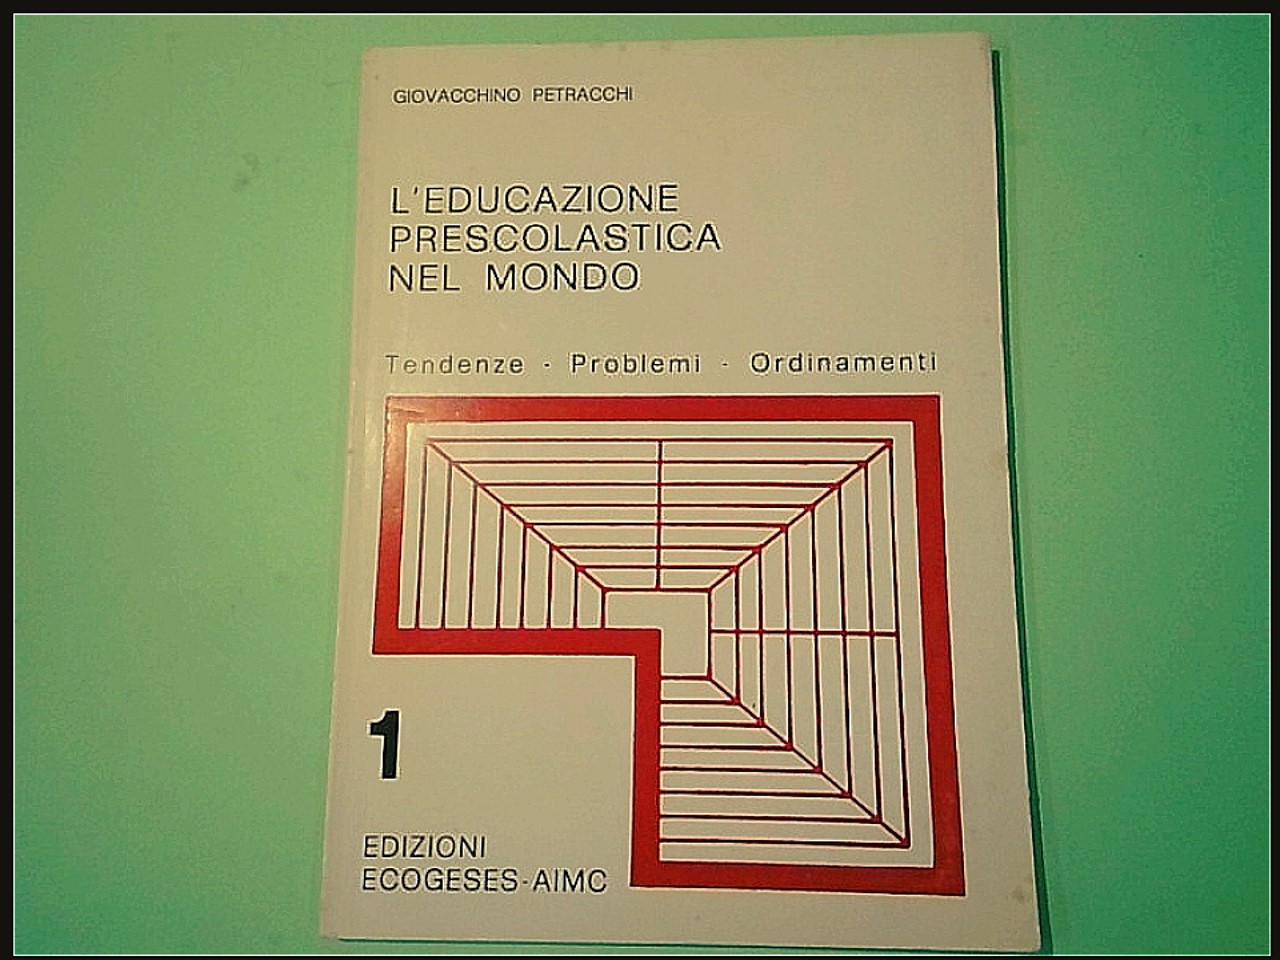 GIOVACCHINO PETRACCHI
L'EDUCAZIONE
PRESCOLASTICA
NEL MONDO
Tendenze - Problemi - Ordinamenti
1
EDIZIONI
ECOGESES-AIMC